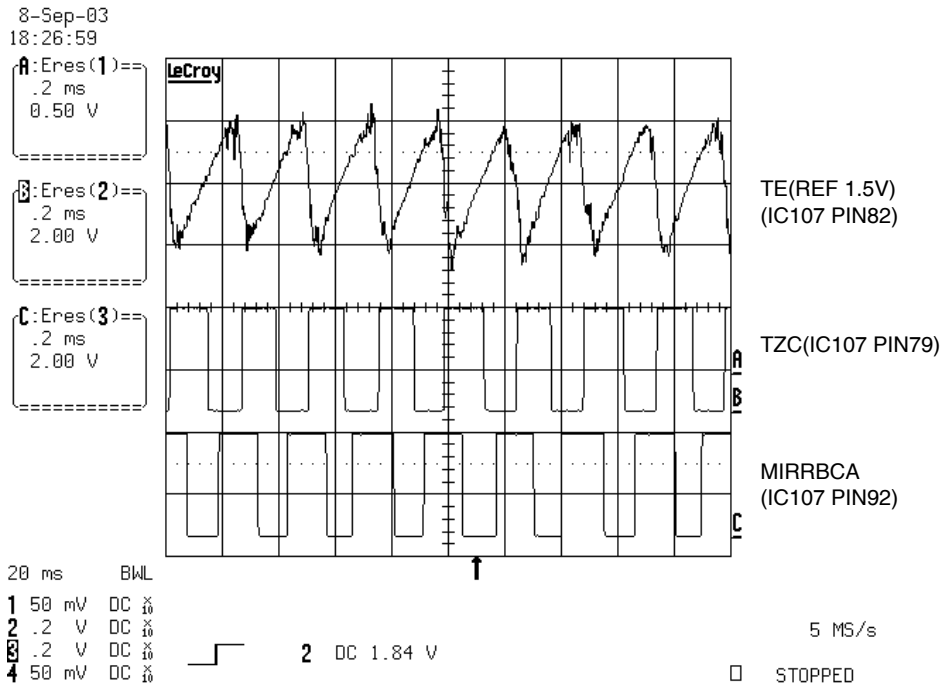 8-Sep-03
18:26:59
A:Eres(1)
.2 ms
0.50 V
LeCroy
B:Eres(2)
.2 ms
2.00 V
C:Eres(3)
.2 ms
2.00 V
TE(REF 1.5V)
(IC107 PIN82)
TZC(IC107 PIN79)
A
B
MIRRBCA
(IC107 PIN92)
C
20 ms BWL
1 50 mV DC X10
2 .2 V DC X10
3 .2 V DC X10
4 50 mV DC X10
2 DC 1.84 V
5 MS/s
STOPPED